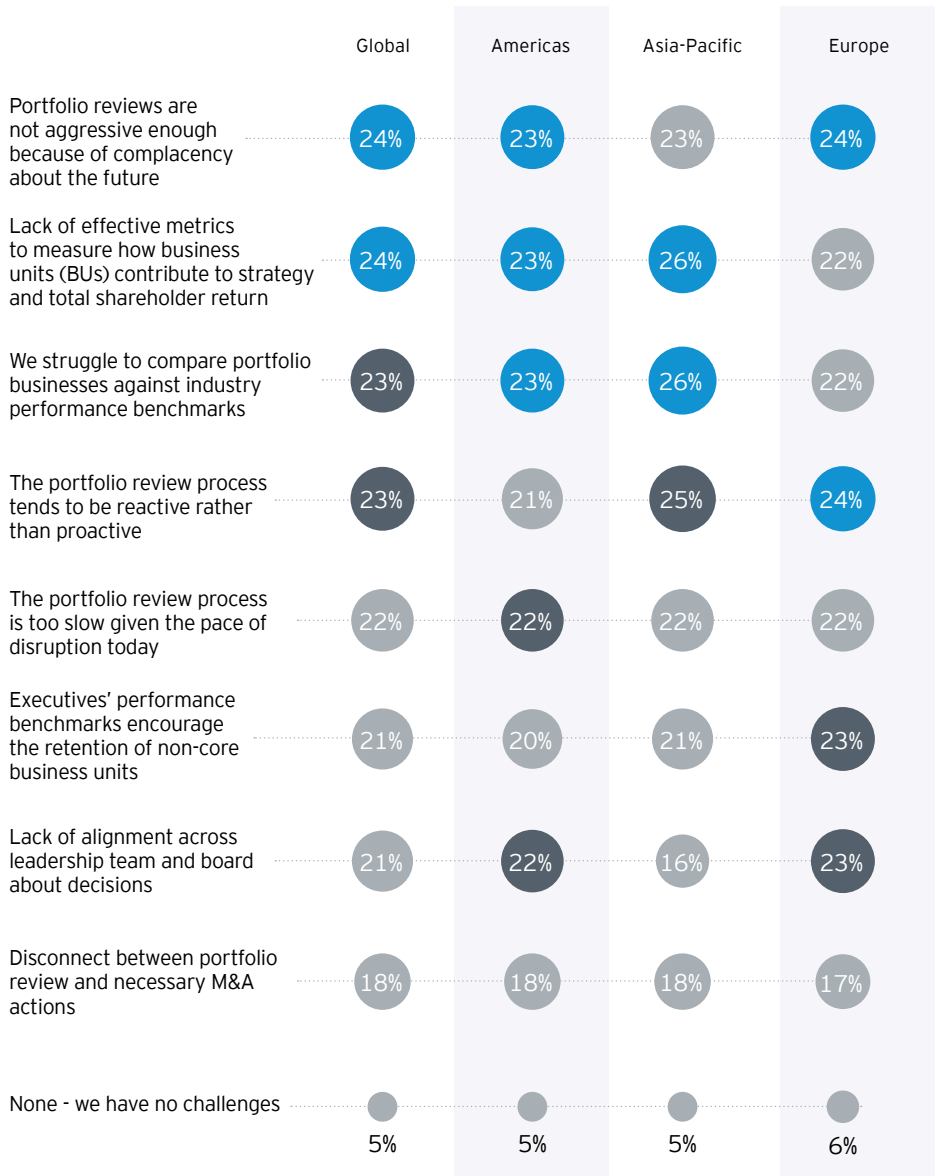 Global Americas Asia-Pacific Europe
Portfolio reviews are
not aggressive enough
because of complacency
about the future
24% 23% 23% 24%
Lack of effective metrics
to measure how business
units (BUs) contribute to strategy
and total shareholder return
24% 23% 26% 22%
We struggle to compare portfolio
businesses against industry
performance benchmarks
23% 23% 26% 22%
The portfolio review process
tends to be reactive rather
than proactive
23% 21% 25% 24%
The portfolio review process
is too slow given the pace of
disruption today
22% 22% 22% 22%
Executives’ performance
benchmarks encourage
the retention of non-core
business units
21% 20% 21% 23%
Lack of alignment across
leadership team and board
about decisions
21% 22% 16% 23%
Disconnect between portfolio
review and necessary M&A
actions
18% 18% 18% 17%
None - we have no challenges
5% 5% 5% 6%